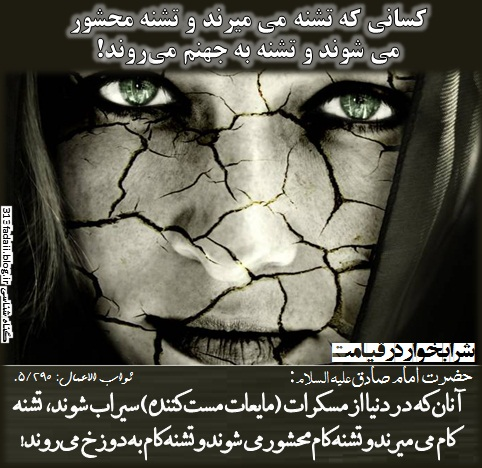 کسانی که تشنه می میرند و تشنه محشور
می شوند و تشنه به جهنم می‌روند!
313fadaii.blog.ir گناه شناسی
شرابخوار در قیامت
حضرت امام صادق علیه السلام:
ثواب الاعمال: ۵/۲۹۰.
آنان که در دنیا از مسکرات (مایعات مست کننده) سیراب شوند، تشنه
کام می میرند و تشنه کام محشور می شوند و تشنه کام به دوزخ می روند؛